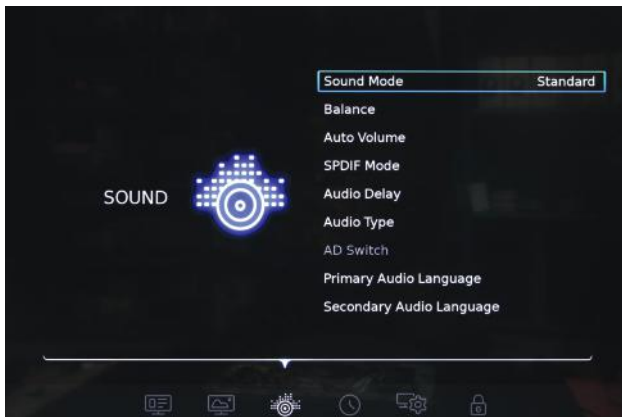 SOUND
Sound Mode Standard
Balance
Auto Volume
SPDIF Mode
Audio Delay
Audio Type
AD Switch
Primary Audio Language
Secondary Audio Language